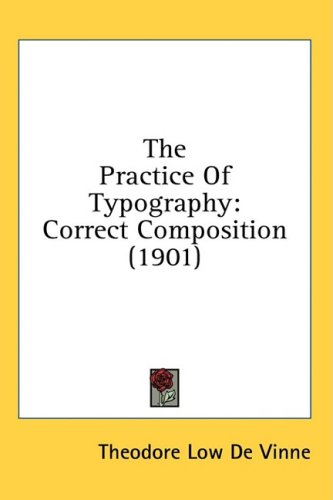 The
Practice Of
Typography:
Correct Composition
(1901)
Theodore Low De Vinne